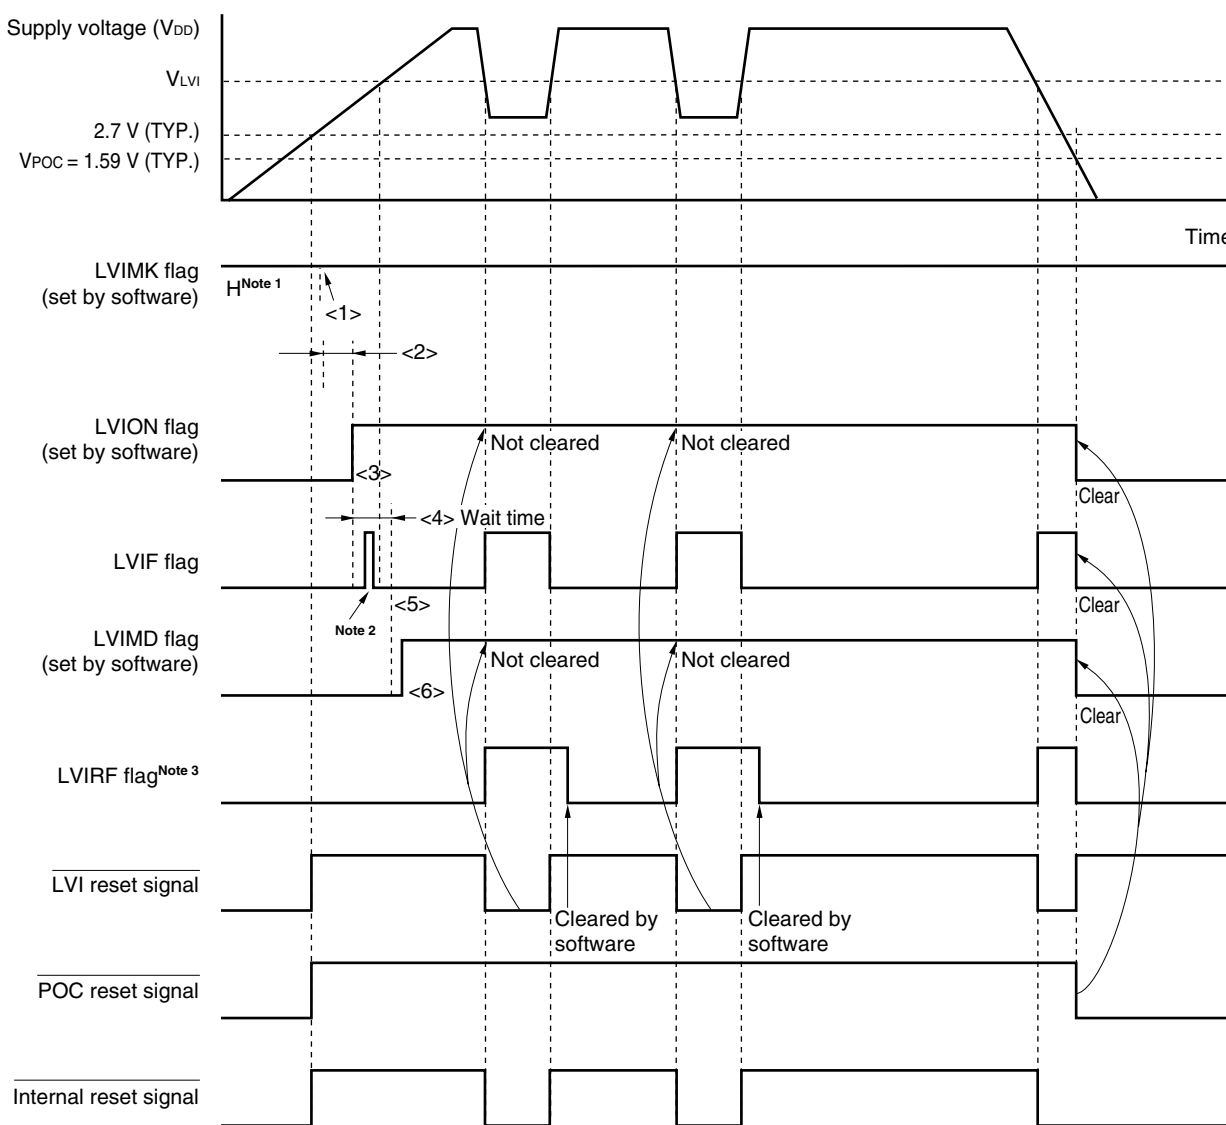 Supply voltage (VDD)
VLVI
2.7 V (TYP.)
VPOC = 1.59 V (TYP.)
Time
LVIMK flag
(set by software)
H Note 1
<1>
<2>
LVION flag
(set by software)
Not cleared
Not cleared
<3>
Clear
<4> Wait time
LVIF flag
<5>
Clear
Note 2
LVIMD flag
(set by software)
Not cleared
Not cleared
<6>
Clear
LVIRF flag Note 3
LVI reset signal
Cleared by
software
Cleared by
software
POC reset signal
Internal reset signal